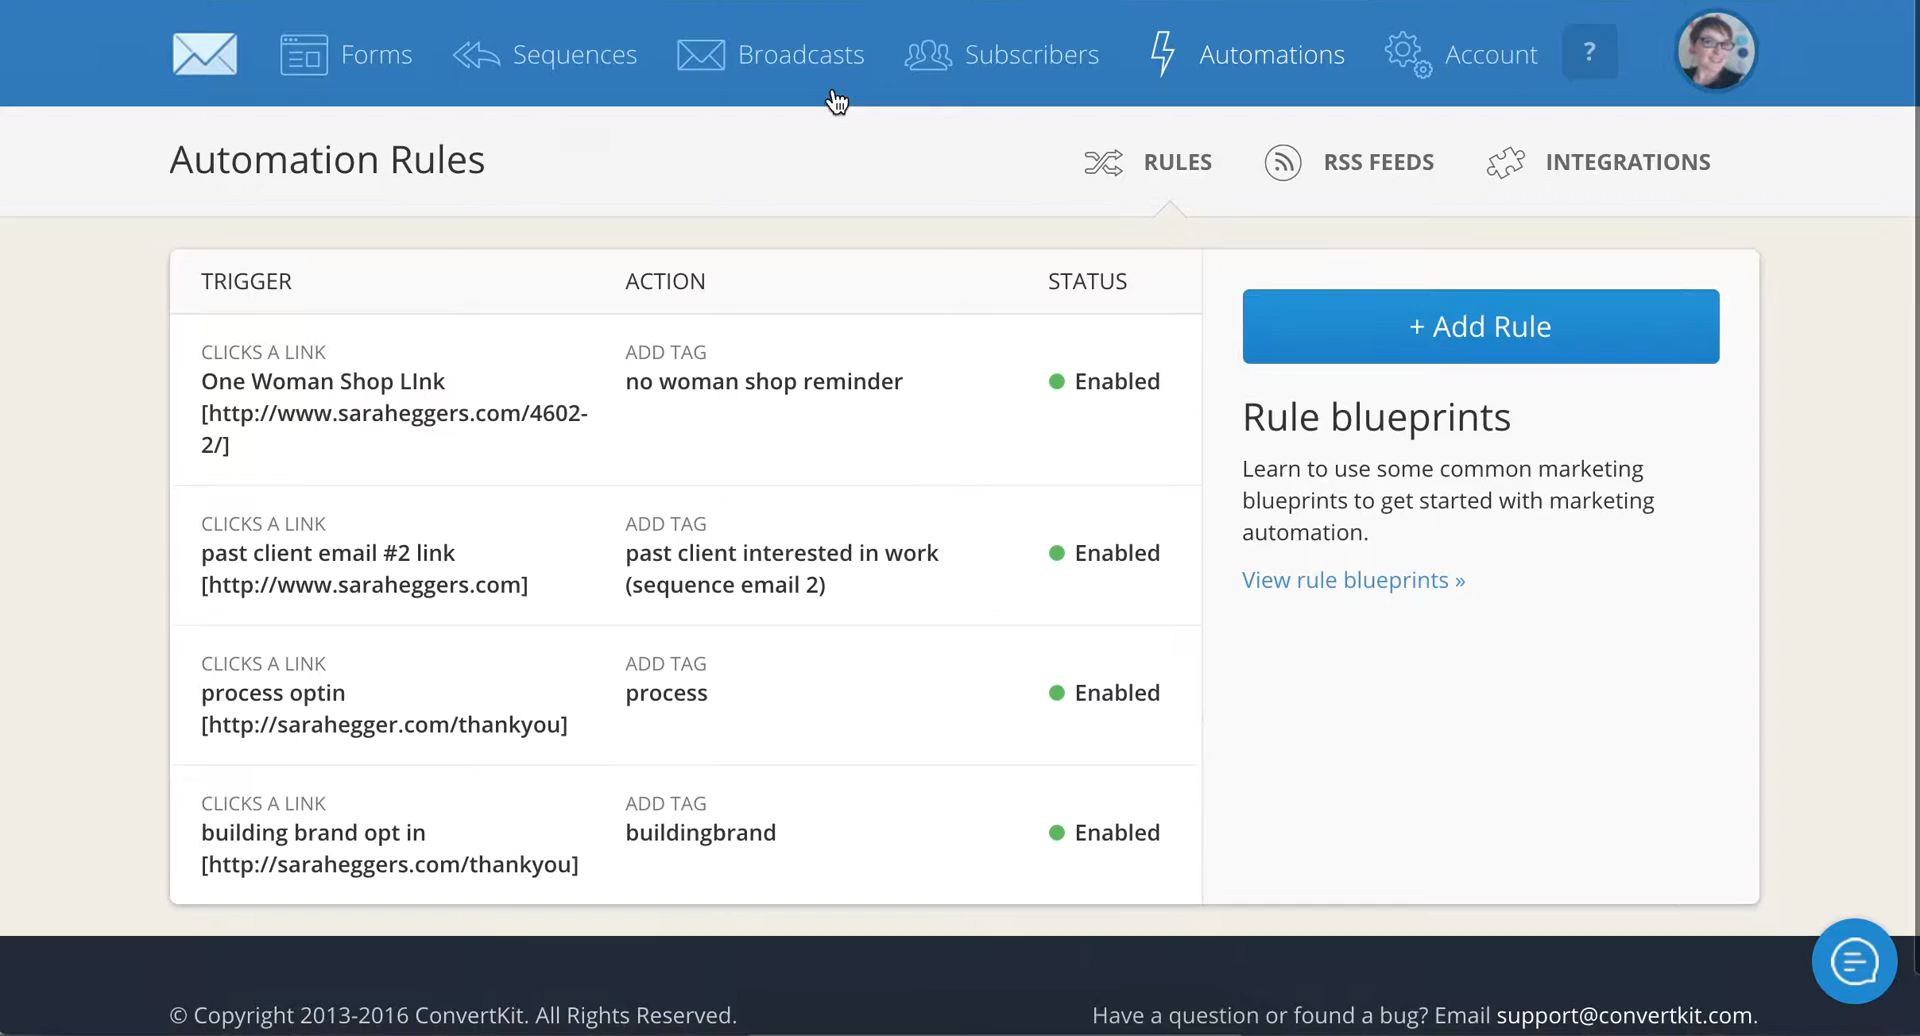 Forms Sequences Broadcasts Subscribers Automations Account ?
Automation Rules RULES RSS FEEDS INTEGRATIONS
TRIGGER ACTION STATUS
CLICKS A LINK ADD TAG
One Woman Shop LInk no woman shop reminder Enabled
[http://www.saraheggers.com/4602-
2/]
CLICKS A LINK ADD TAG
past client email #2 link past client interested in work Enabled
[http://www.saraheggers.com] (sequence email 2)
CLICKS A LINK ADD TAG
process optin process Enabled
[http://sarahegger.com/thankyou]
CLICKS A LINK ADD TAG
building brand opt in buildingbrand Enabled
[http://saraheggers.com/thankyou]
+ Add Rule
Rule blueprints
Learn to use some common marketing
blueprints to get started with marketing
automation.
View rule blueprints »
© Copyright 2013-2016 ConvertKit. All Rights Reserved. Have a question or found a bug? Email support@convertkit.com.